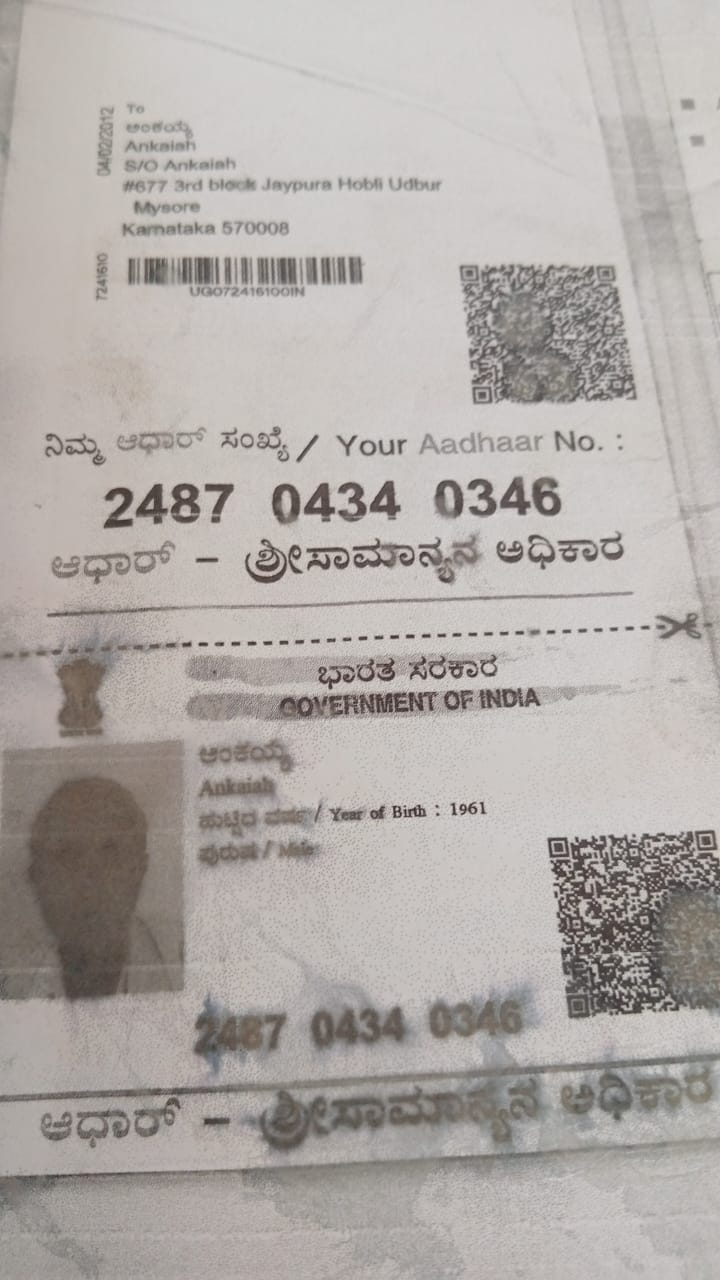 04/02/2012
To
ಅಂಕಯ್ಯ
Ankaiah
S/O Ankaiah
#677 3rd block Jaypura Hobli Udbur
Mysore
Karnataka 570008
7241610
UG072416100IN
ನಿಮ್ಮ ಆಧಾರ್ ಸಂಖ್ಯೆ / Your Aadhaar No. :
2487 0434 0346
ಆಧಾರ್ – ಶ್ರೀಸಾಮಾನ್ಯನ ಅಧಿಕಾರ
ಭಾರತ ಸರಕಾರ
GOVERNMENT OF INDIA
ಅಂಕಯ್ಯ
Ankaiah
ಹುಟ್ಟಿದ ವರ್ಷ / Year of Birth : 1961
ಪುರುಷ / Male
2487 0434 0346
ಆಧಾರ್ – ಶ್ರೀಸಾಮಾನ್ಯನ ಅಧಿಕಾರ